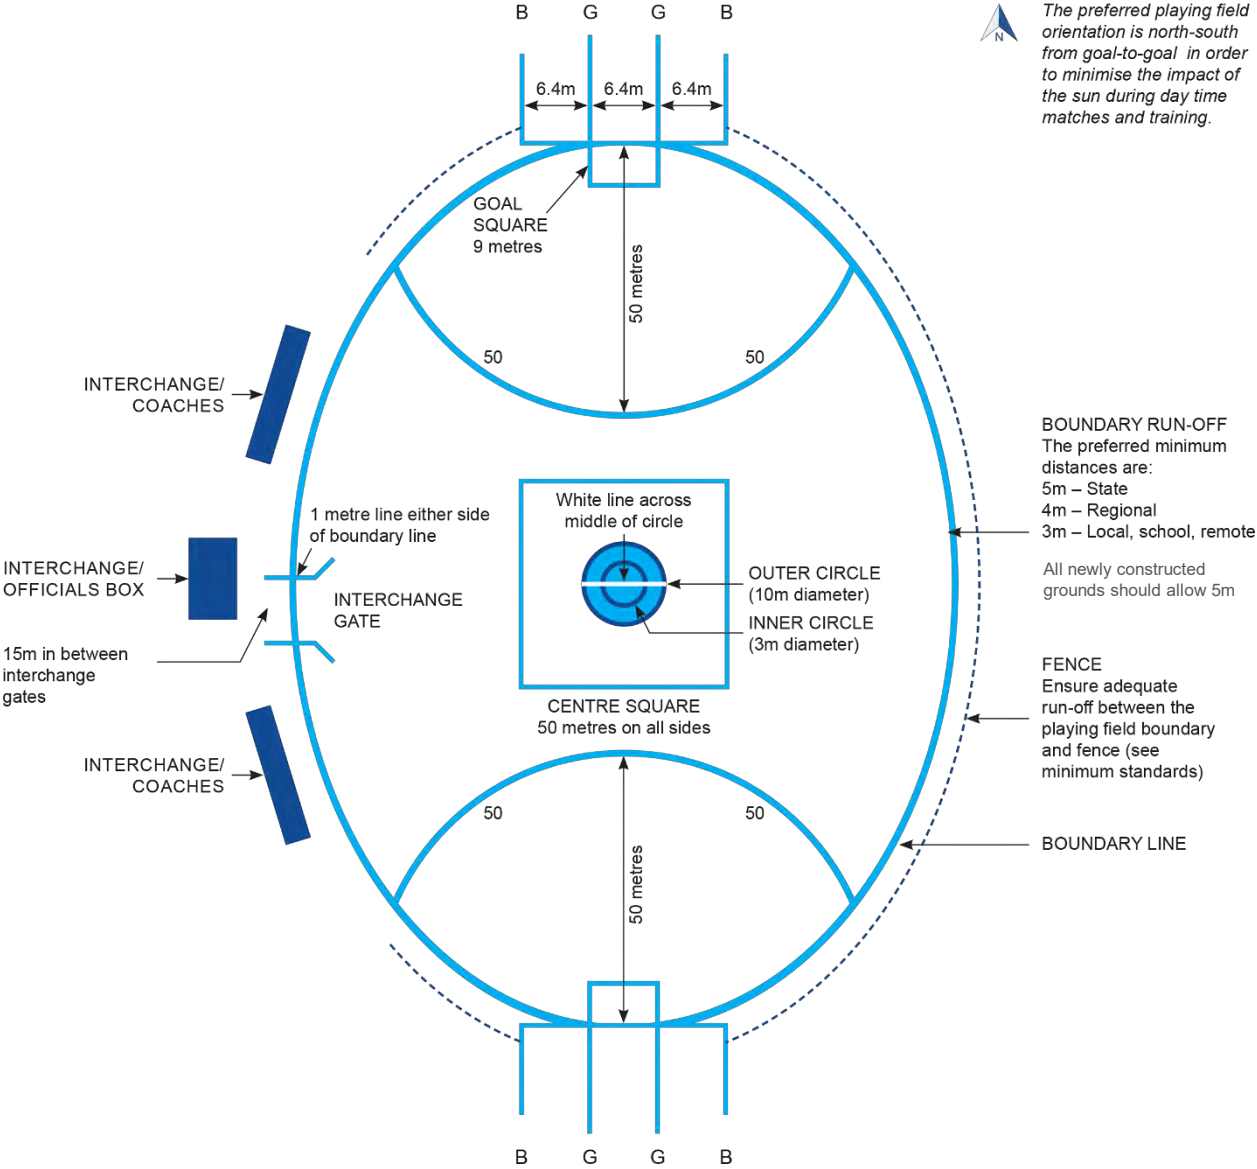 B G G B
N
The preferred playing field
orientation is north-south
from goal-to-goal in order
to minimise the impact of
the sun during day time
matches and training.
6.4m 6.4m 6.4m
GOAL
SQUARE
9 metres
50 metres
50 50
INTERCHANGE/
COACHES
BOUNDARY RUN-OFF
The preferred minimum
distances are:
5m – State
4m – Regional
3m – Local, school, remote
All newly constructed
grounds should allow 5m
White line across
middle of circle
1 metre line either side
of boundary line
INTERCHANGE/
OFFICIALS BOX
INTERCHANGE
GATE
OUTER CIRCLE
(10m diameter)
INNER CIRCLE
(3m diameter)
15m in between
interchange
gates
FENCE
Ensure adequate
run-off between the
playing field boundary
and fence (see
minimum standards)
CENTRE SQUARE
50 metres on all sides
INTERCHANGE/
COACHES
50 50
BOUNDARY LINE
50 metres
B G G B